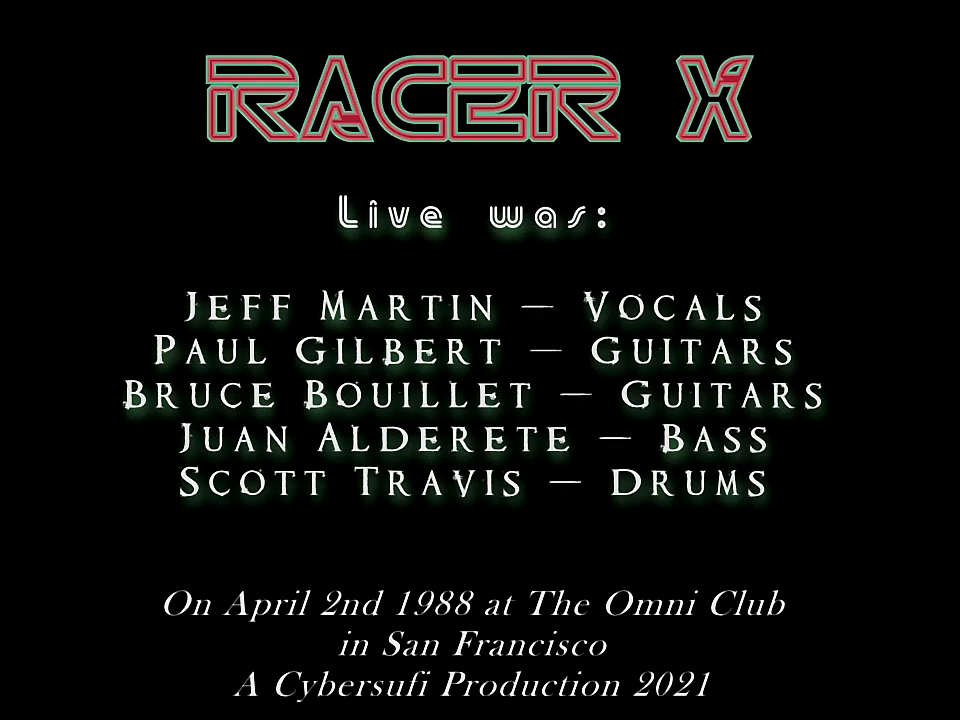 RACER X
Live was:
Jeff Martin – Vocals
Paul Gilbert – Guitars
Bruce Bouillet – Guitars
Juan Alderete – Bass
Scott Travis – Drums
On April 2nd 1988 at The Omni Club
in San Francisco
A Cybersufi Production 2021